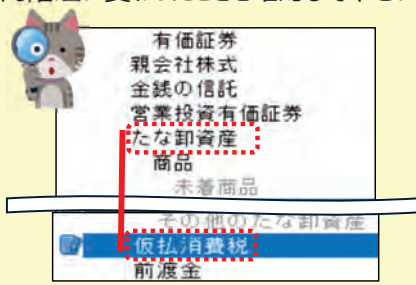 有価証券
親会社株式
金銭の信託
営業投資有価証券
たな卸資産
商品
未着商品
その他のたな卸資産
仮払消費税
前渡金